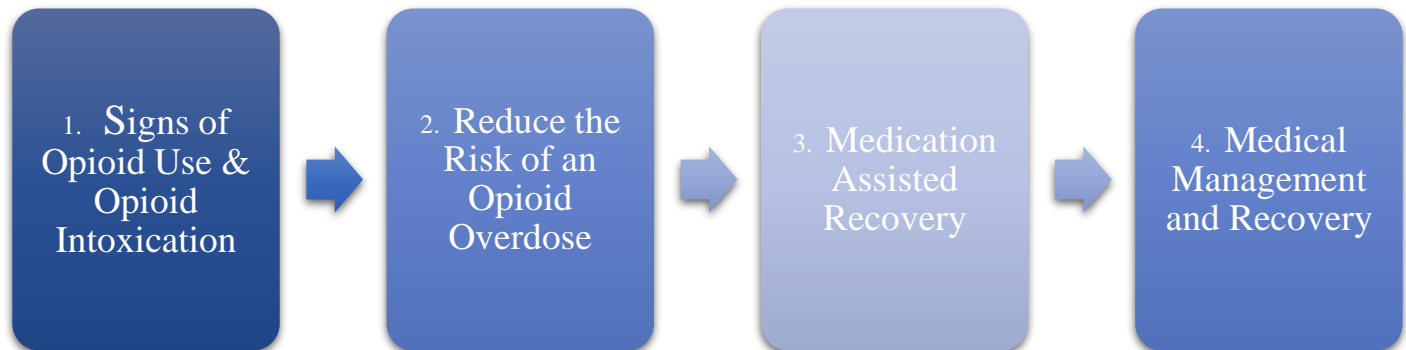 1. Signs of
Opioid Use &
Opioid
Intoxication
2. Reduce the
Risk of an
Opioid
Overdose
3. Medication
Assisted
Recovery
4. Medical
Management
and Recovery